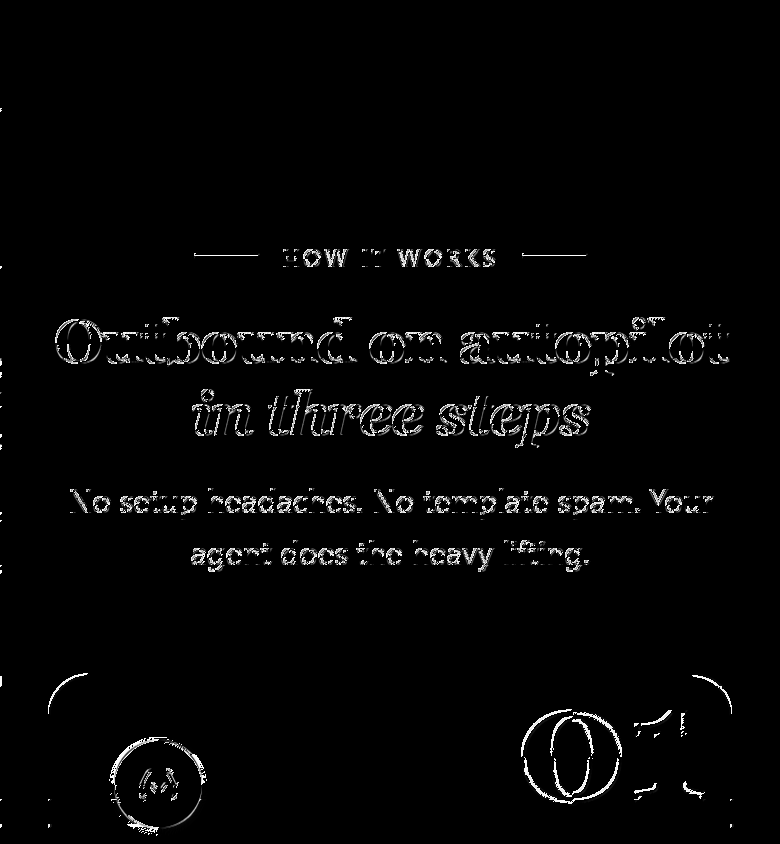 HOW IT WORKS
Outbound on autopilot
in three steps
No setup headaches. No template spam. Your
agent does the heavy lifting.
01